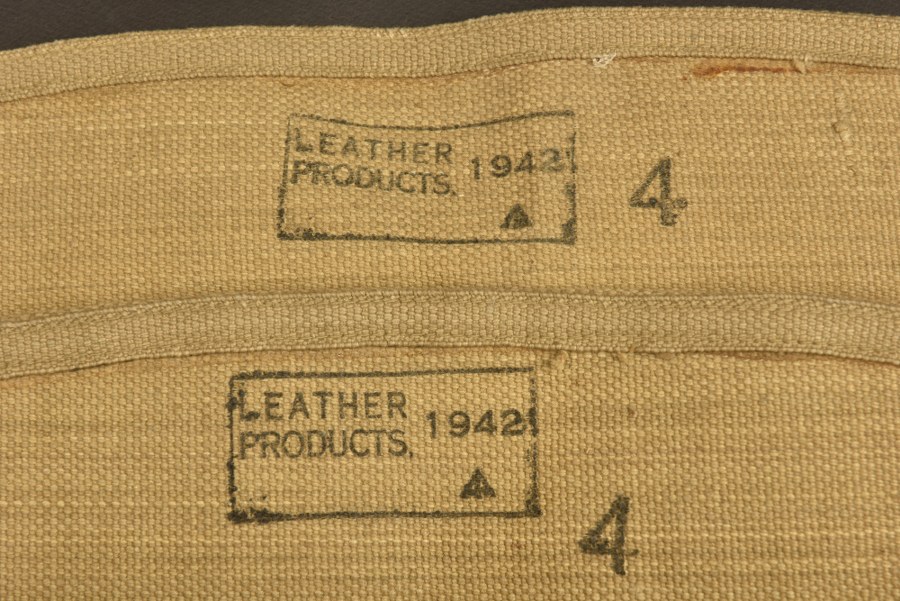 LEATHER
PRODUCTS. 1942
4
LEATHER
PRODUCTS. 1942
4